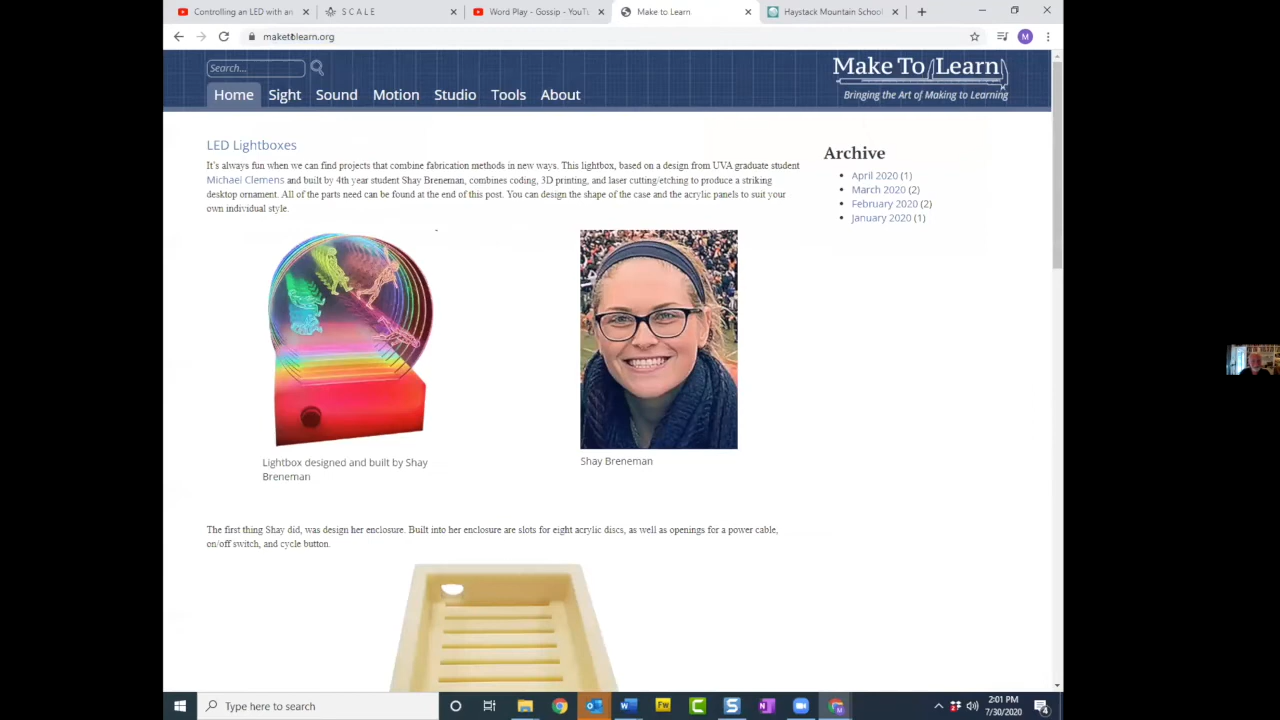 Controlling an LED with an
S C A L E
Word Play - Gossip - YouTu
Make to Learn
Haystack Mountain School
maketolearn.org
M
Search...
Make To Learn
Bringing the Art of Making to Learning
Home Sight Sound Motion Studio Tools About
LED Lightboxes
It's always fun when we can find projects that combine fabrication methods in new ways. This lightbox, based on a design from UVA graduate student
Michael Clemens and built by 4th year student Shay Breneman, combines coding, 3D printing, and laser cutting/etching to produce a striking
desktop ornament. All of the parts need can be found at the end of this post. You can design the shape of the case and the acrylic panels to suit your
own individual style.
Archive
April 2020 (1)
March 2020 (2)
February 2020 (2)
January 2020 (1)
Lightbox designed and built by Shay
Breneman
Shay Breneman
The first thing Shay did, was design her enclosure. Built into her enclosure are slots for eight acrylic discs, as well as openings for a power cable,
on/off switch, and cycle button.
Type here to search
2:01 PM
7/30/2020
4